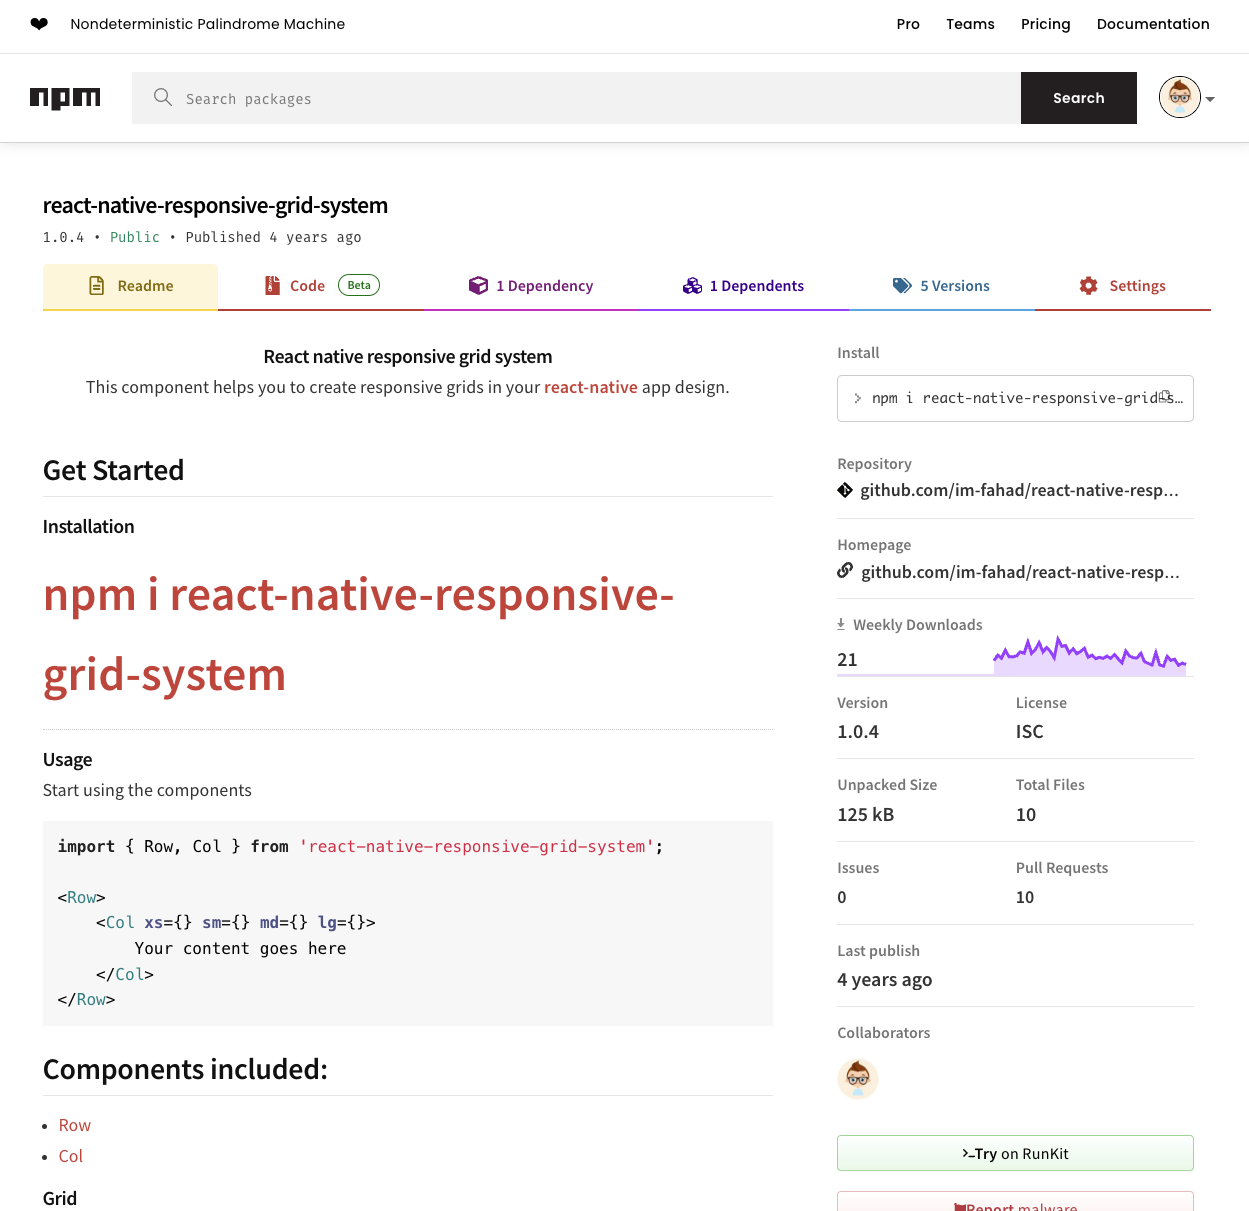 Nondeterministic Palindrome Machine
Pro Teams Pricing Documentation
npm
Search packages
Search
react-native-responsive-grid-system
1.0.4 • Public • Published 4 years ago
Readme
Code Beta
1 Dependency
1 Dependents
5 Versions
Settings
React native responsive grid system
This component helps you to create responsive grids in your react-native app design.
Get Started
Installation
npm i react-native-responsive-
grid-system
Usage
Start using the components
import { Row, Col } from 'react-native-responsive-grid-system';
<Row>
    <Col xs={} sm={} md={} lg={}>
        Your content goes here
    </Col>
</Row>
Components included:
• Row
• Col
Grid
Install
> npm i react-native-responsive-grid-s…
Repository
github.com/im-fahad/react-native-resp...
Homepage
github.com/im-fahad/react-native-resp...
Weekly Downloads
21
Version
License
1.0.4
ISC
Unpacked Size
Total Files
125 kB
10
Issues
Pull Requests
0
10
Last publish
4 years ago
Collaborators
Try on RunKit
Report malware